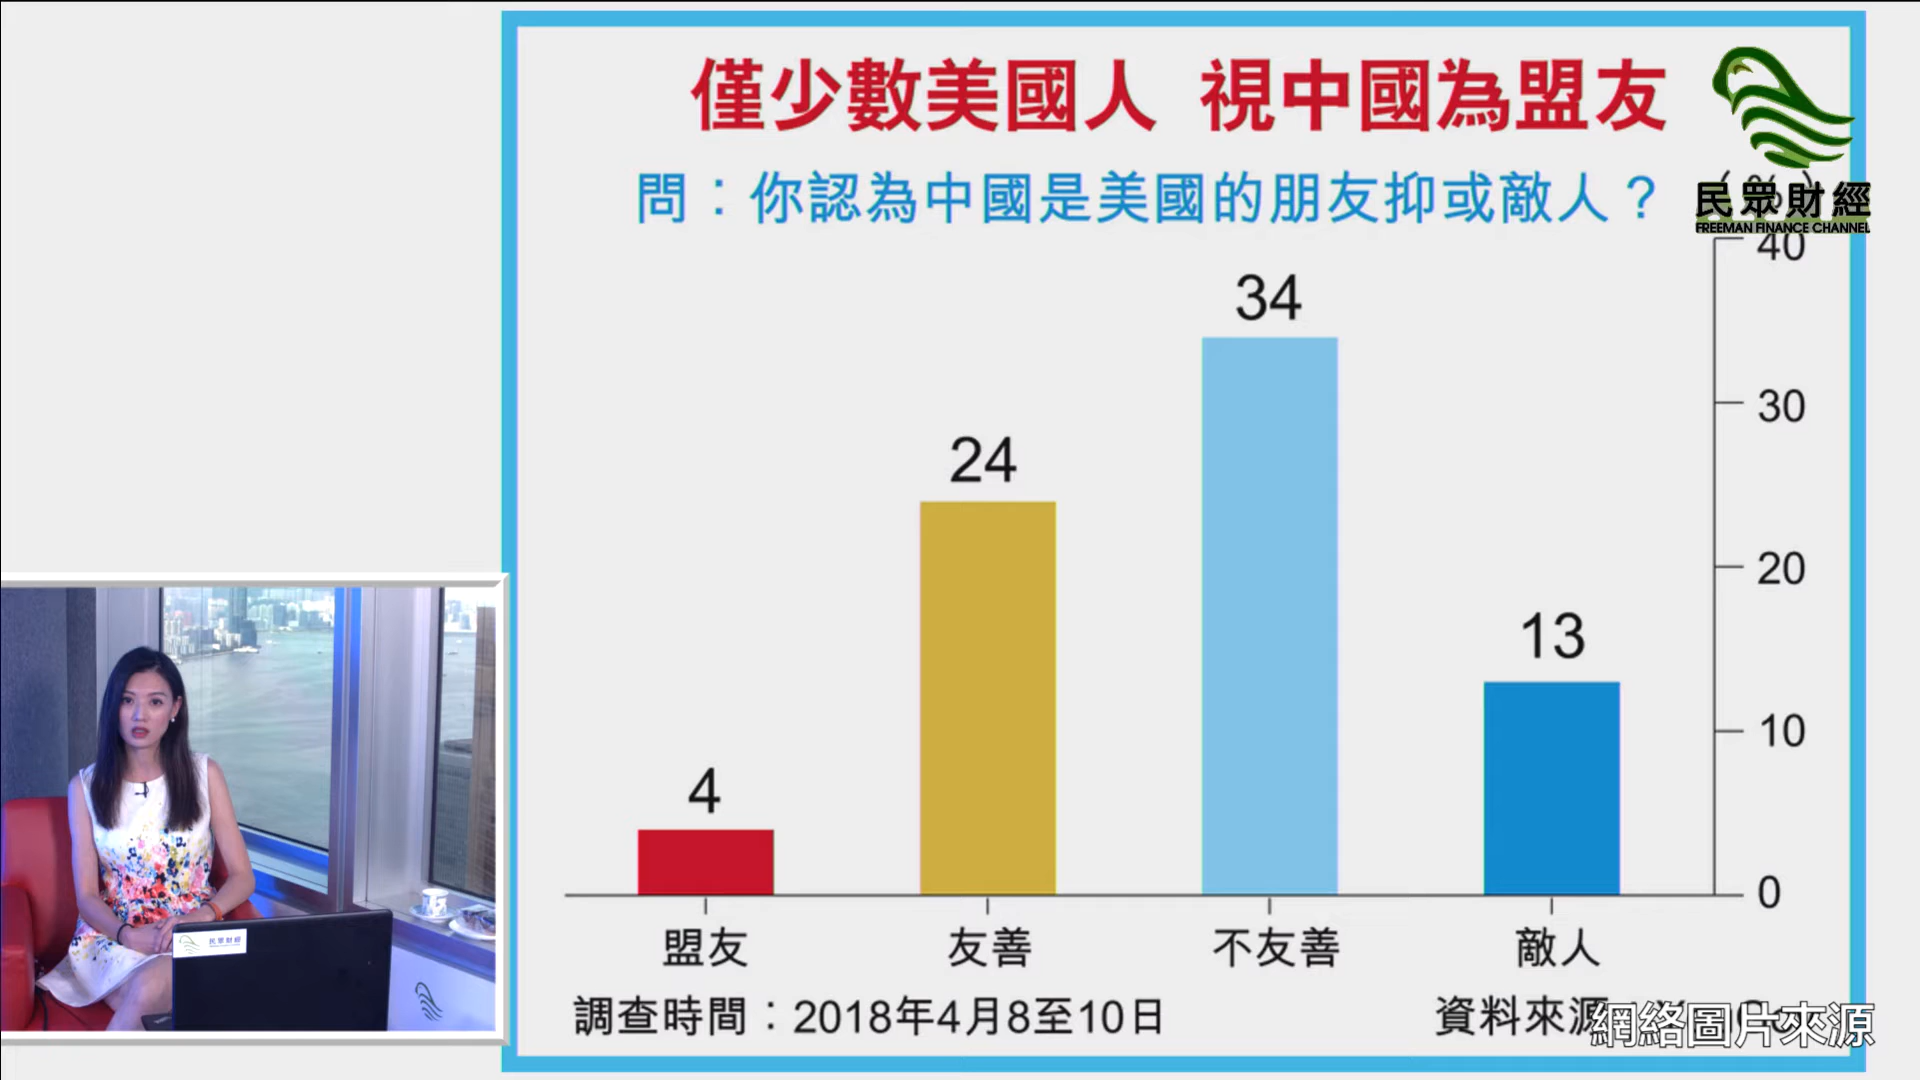 僅少數美國人 視中國為盟友
問：你認為中國是美國的朋友抑或敵人？
民眾財經
FREEMAN FINANCE CHANNEL
40
30
20
10
0
4
24
34
13
盟友
友善
不友善
敵人
調查時間：2018年4月8至10日
資料來源
網絡圖片來源
民眾財經